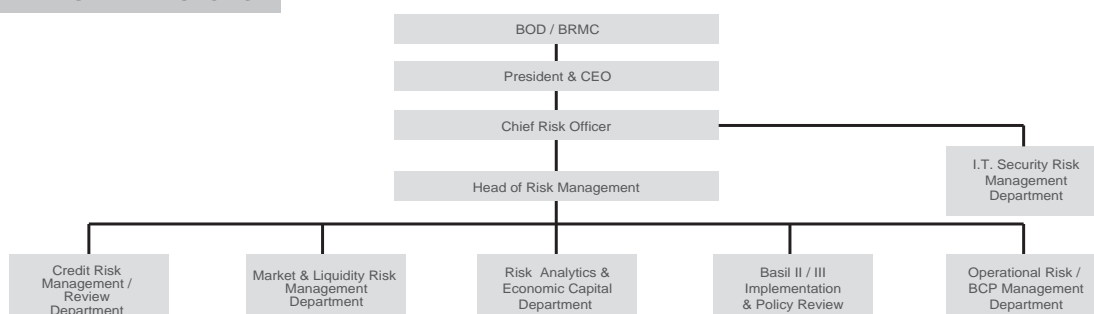 BOD / BRMC
President & CEO
Chief Risk Officer
I.T. Security Risk
Management
Department
Head of Risk Management
Credit Risk
Management /
Review
Department
Market & Liquidity Risk
Management
Department
Risk Analytics &
Economic Capital
Department
Basil II / III
Implementation
& Policy Review
Operational Risk /
BCP Management
Department